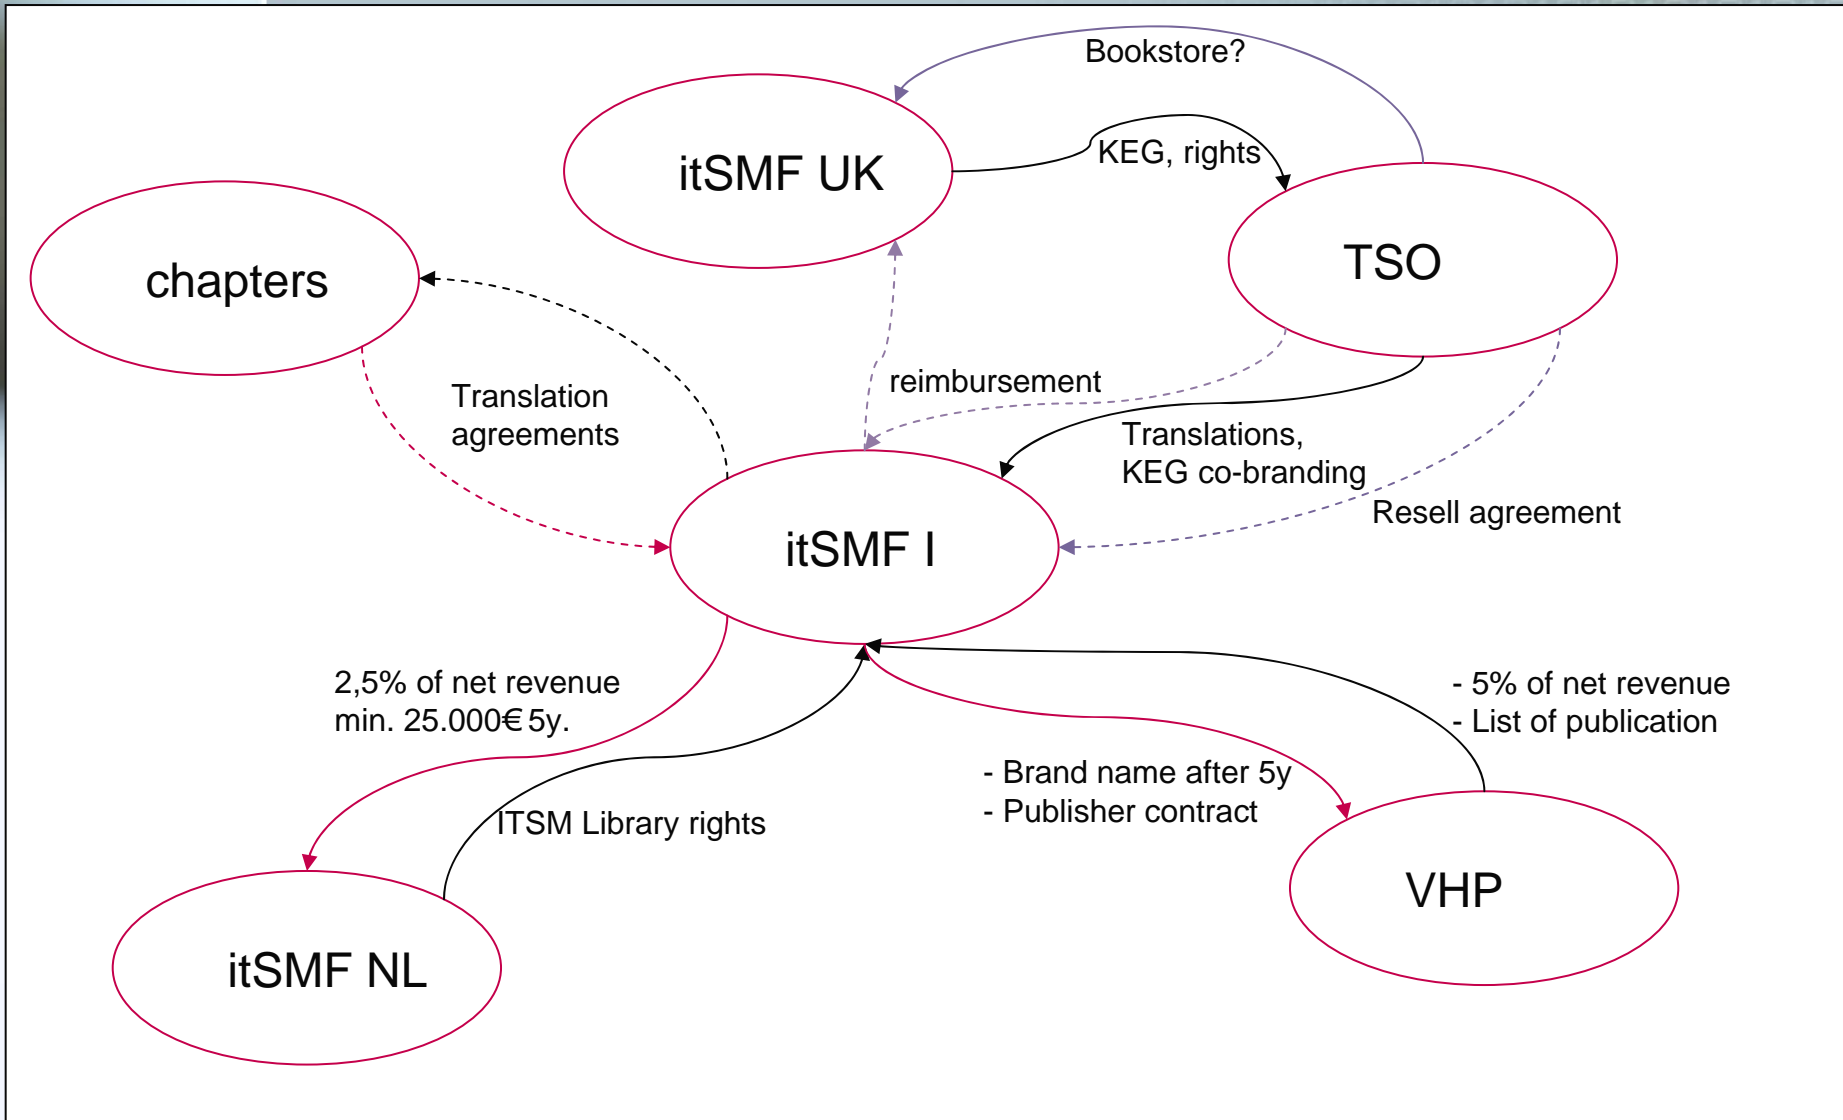 Bookstore?
itSMF UK
KEG, rights
TSO
chapters
reimbursement
Translation
agreements
Translations,
KEG co-branding
Resell agreement
itSMF I
2,5% of net revenue
min. 25.000€ 5y.
- 5% of net revenue
- List of publication
- Brand name after 5y
- Publisher contract
ITSM Library rights
VHP
itSMF NL